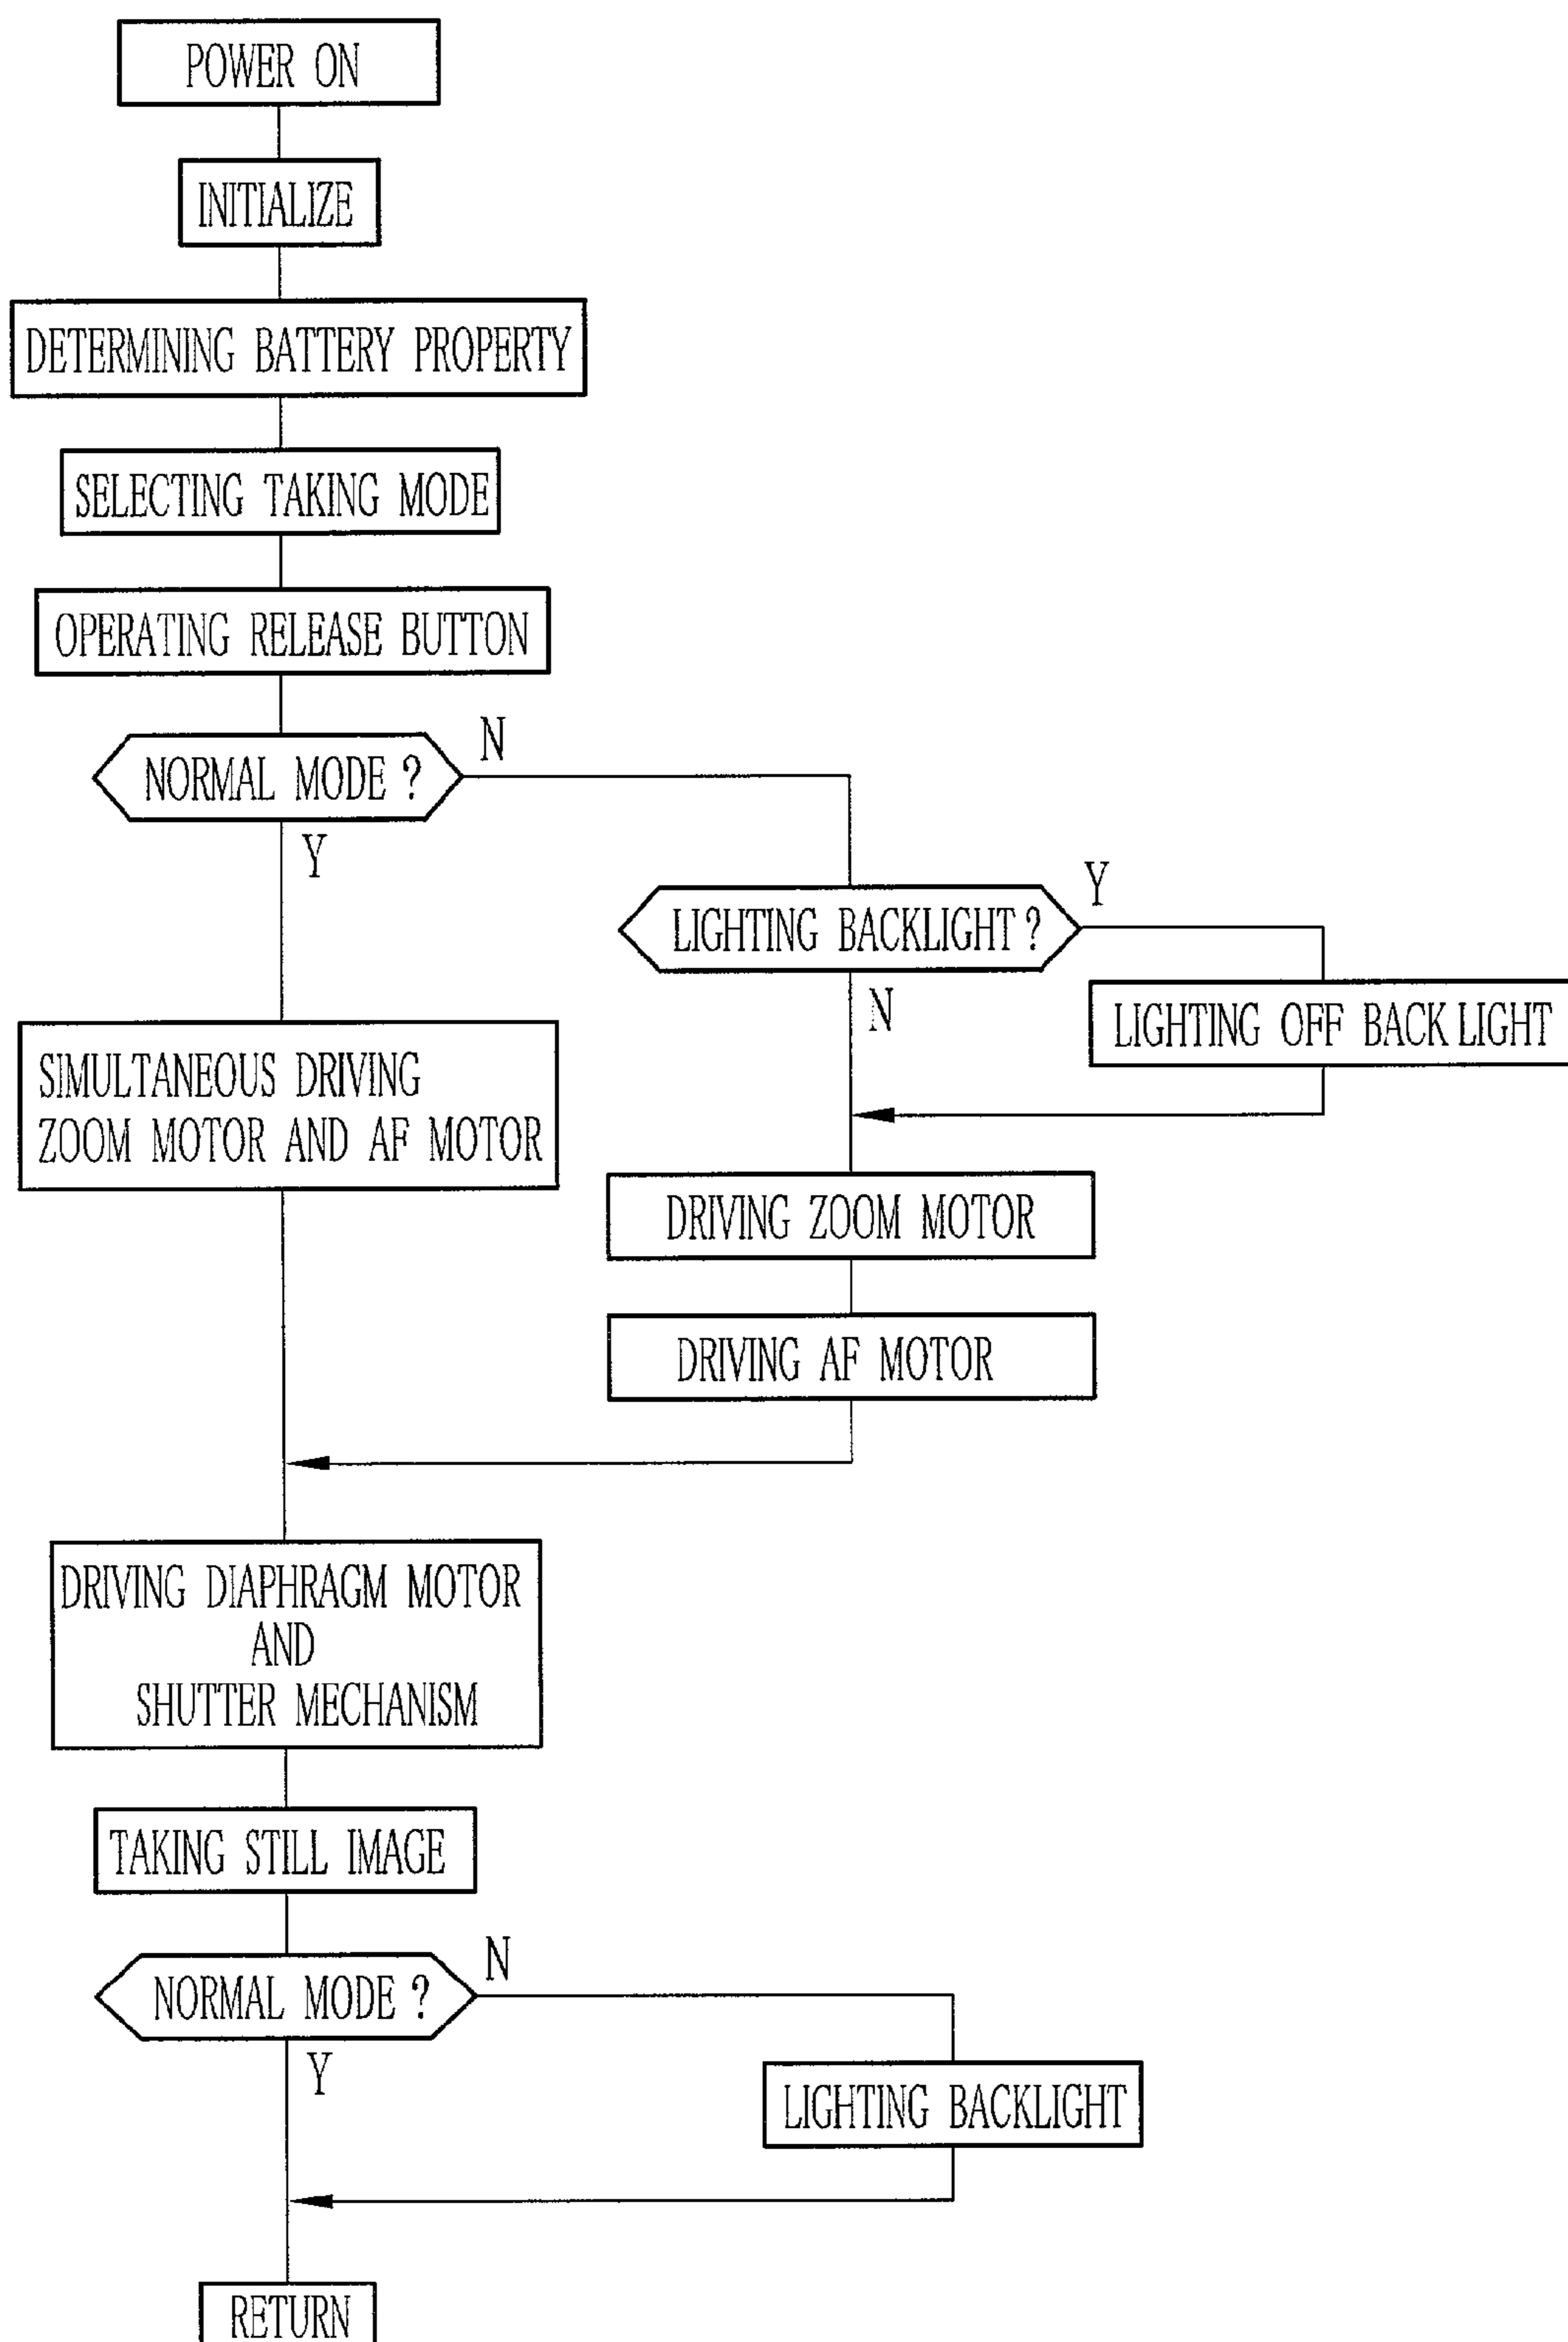 POWER ON
INITIALIZE
DETERMINING BATTERY PROPERTY
SELECTING TAKING MODE
OPERATING RELEASE BUTTON
NORMAL MODE ?
N
Y
LIGHTING BACKLIGHT ?
Y
N
LIGHTING OFF BACK LIGHT
SIMULTANEOUS DRIVING
ZOOM MOTOR AND AF MOTOR
DRIVING ZOOM MOTOR
DRIVING AF MOTOR
DRIVING DIAPHRAGM MOTOR
AND
SHUTTER MECHANISM
TAKING STILL IMAGE
NORMAL MODE ?
N
Y
LIGHTING BACKLIGHT
RETURN